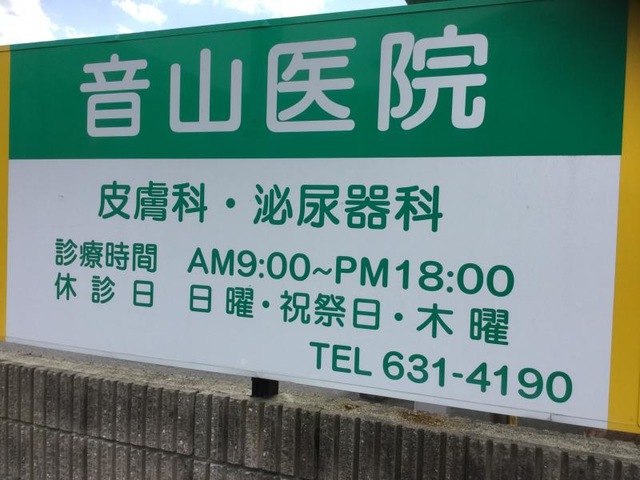 音山医院
皮膚科・泌尿器科
診療時間 AM9:00~PM18:00
休診日 日曜・祝祭日・木曜
TEL 631-4190